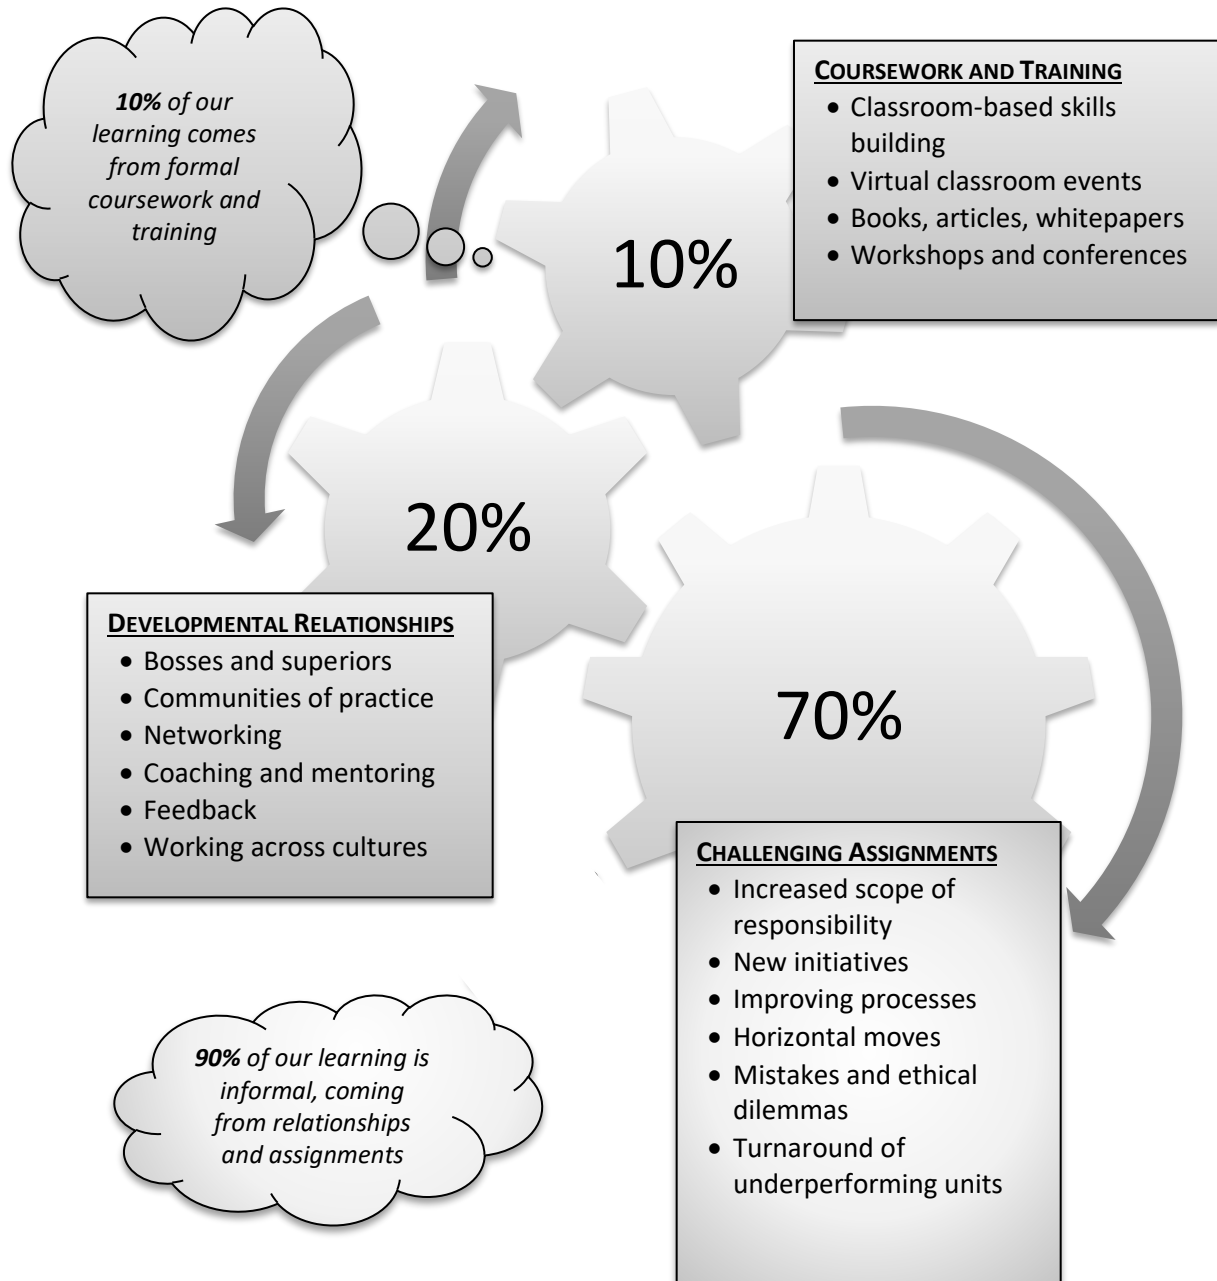 10% of our
learning comes
from formal
coursework and
training
COURSEWORK AND TRAINING
• Classroom-based skills
building
• Virtual classroom events
• Books, articles, whitepapers
• Workshops and conferences
10%
20%
DEVELOPMENTAL RELATIONSHIPS
• Bosses and superiors
• Communities of practice
• Networking
• Coaching and mentoring
• Feedback
• Working across cultures
70%
CHALLENGING ASSIGNMENTS
• Increased scope of
responsibility
• New initiatives
• Improving processes
• Horizontal moves
• Mistakes and ethical
dilemmas
• Turnaround of
underperforming units
90% of our learning is
informal, coming
from relationships
and assignments